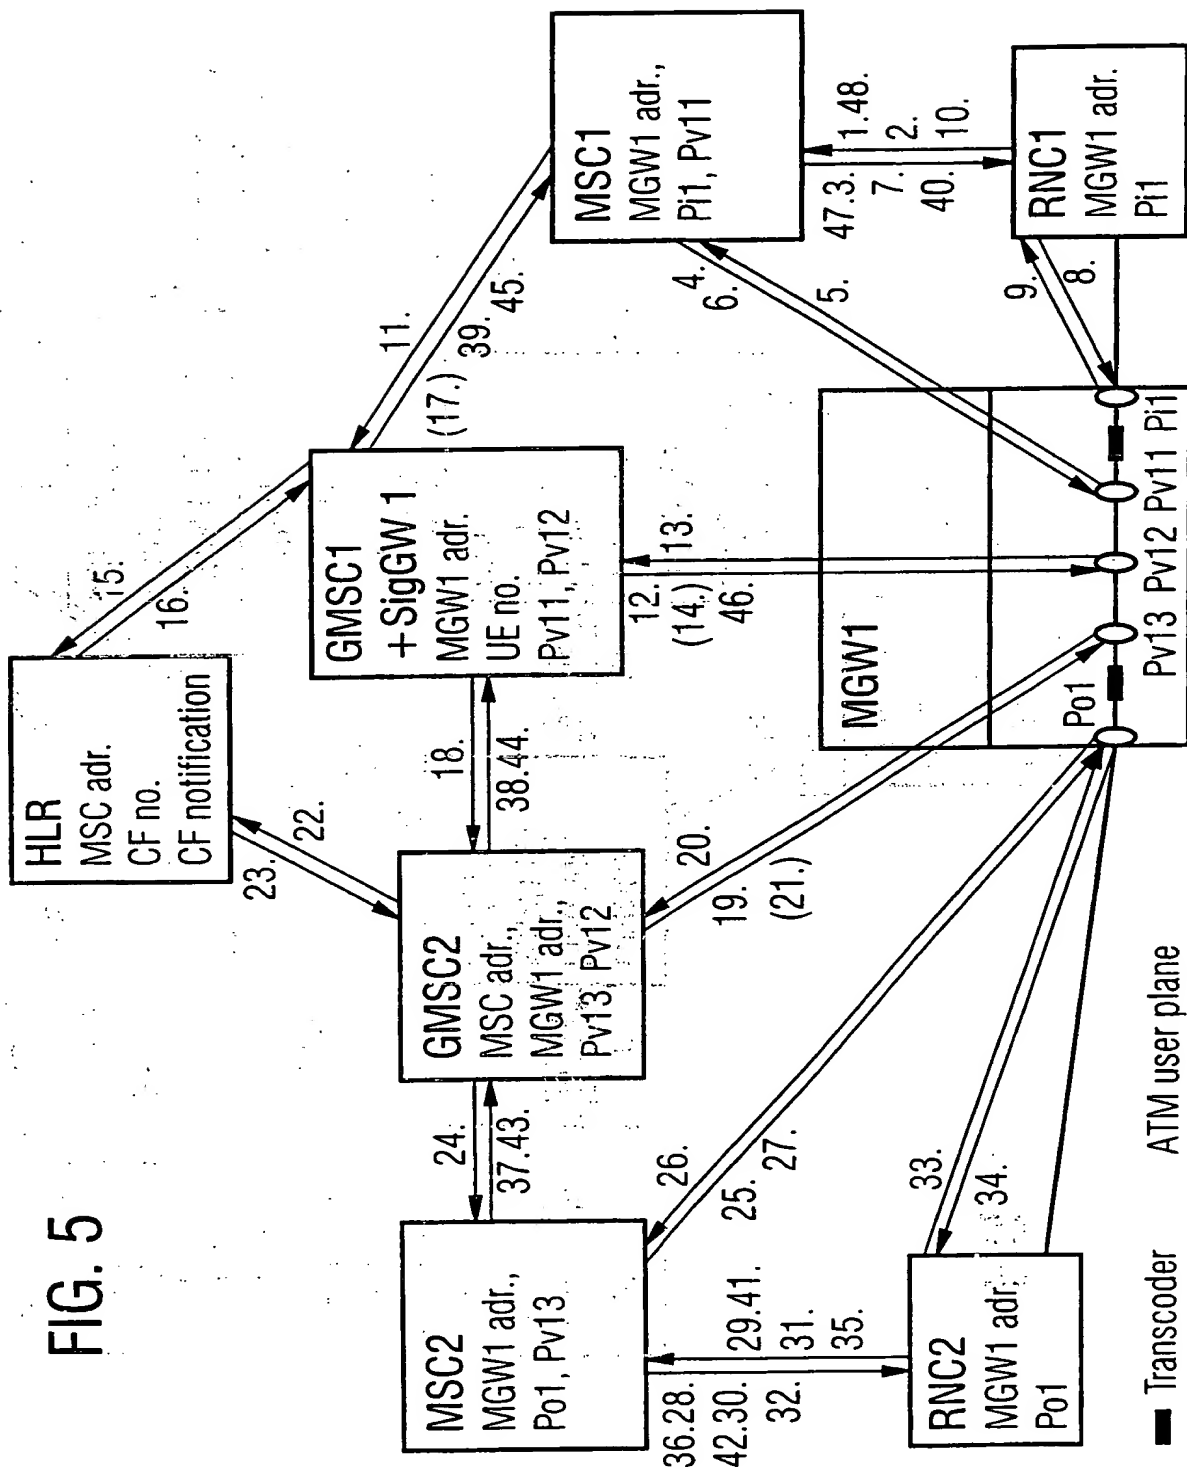 FIG. 5
HLR
MSC adr.
CF no.
CF notification
15.
16.
22.
23.
MSC2
MGW1 adr.,
Po1, Pv13
24.
37.43.
GMSC2
MSC adr.,
MGW1 adr.,
Pv13, Pv12
18.
38.44.
GMSC1
+SigGW 1
MGW1 adr.
UE no.
Pv11, Pv12
11.
(17.)
39.
45.
MSC1
MGW1 adr.,
Pi1, Pv11
36.28.
42.30.
32.
29.41.
31.
35.
26.
25.
27.
19.
20.
(21.)
12.
(14.)
46.
13.
4.
6.
5.
47.3.
7.
40.
1.48.
2.
10.
RNC2
MGW1 adr,
Po1
33.
34.
MGW1
Po1
Pv13
Pv12
Pv11
Pi1
9.
8.
RNC1
MGW1 adr.
Pi1
Transcoder
ATM user plane